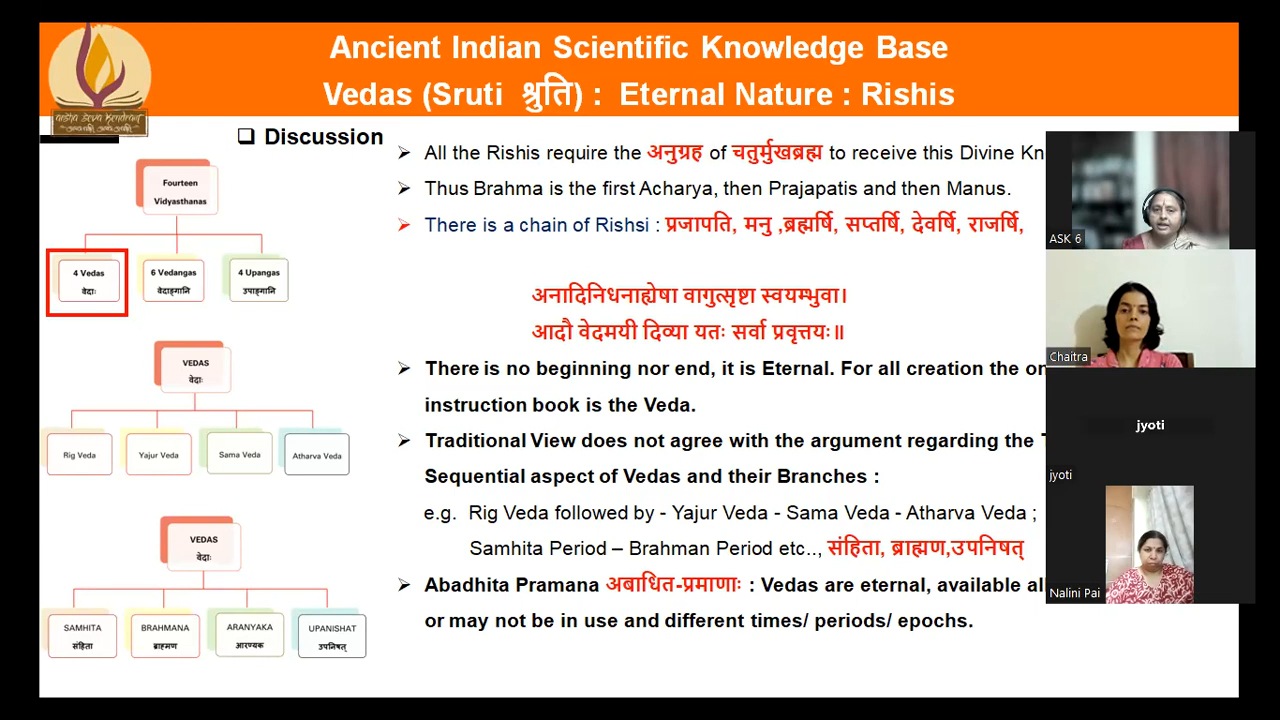 Ancient Indian Scientific Knowledge Base
Vedas (Sruti श्रुति) : Eternal Nature : Rishis
arsha seva kendram
❑ Discussion
Fourteen
Vidyasthanas
4 Vedas
वेदाः
6 Vedangas
वेदाङ्गानि
4 Upangas
उपाङ्गानि
VEDAS
वेदाः
Rig Veda
Yajur Veda
Sama Veda
Atharva Veda
VEDAS
वेदाः
SAMHITA
संहिता
BRAHMANA
ब्राह्मण
ARANYAKA
आरण्यक
UPANISHAT
उपनिषत्
➢ All the Rishis require the अनुग्रह of चतुर्मुखब्रह्म to receive this Divine Kn
➢ Thus Brahma is the first Acharya, then Prajapatis and then Manus.
➢ There is a chain of Rishsi : प्रजापति, मनु ,ब्रह्मर्षि, सप्तर्षि, देवर्षि, राजर्षि,
अनादिनिधनाह्येषा वागुत्सृष्टा स्वयम्भुवा।
आदौ वेदमयी दिव्या यतः सर्वा प्रवृत्तयः॥
➢ There is no beginning nor end, it is Eternal. For all creation the on
instruction book is the Veda.
➢ Traditional View does not agree with the argument regarding the T
Sequential aspect of Vedas and their Branches :
e.g. Rig Veda followed by - Yajur Veda - Sama Veda - Atharva Veda ;
Samhita Period – Brahman Period etc.., संहिता, ब्राह्मण,उपनिषत्
➢ Abadhita Pramana अबाधित-प्रमाणाः : Vedas are eternal, available al
or may not be in use and different times/ periods/ epochs.
ASK 6
Chaitra
jyoti
jyoti
Nalini Pai